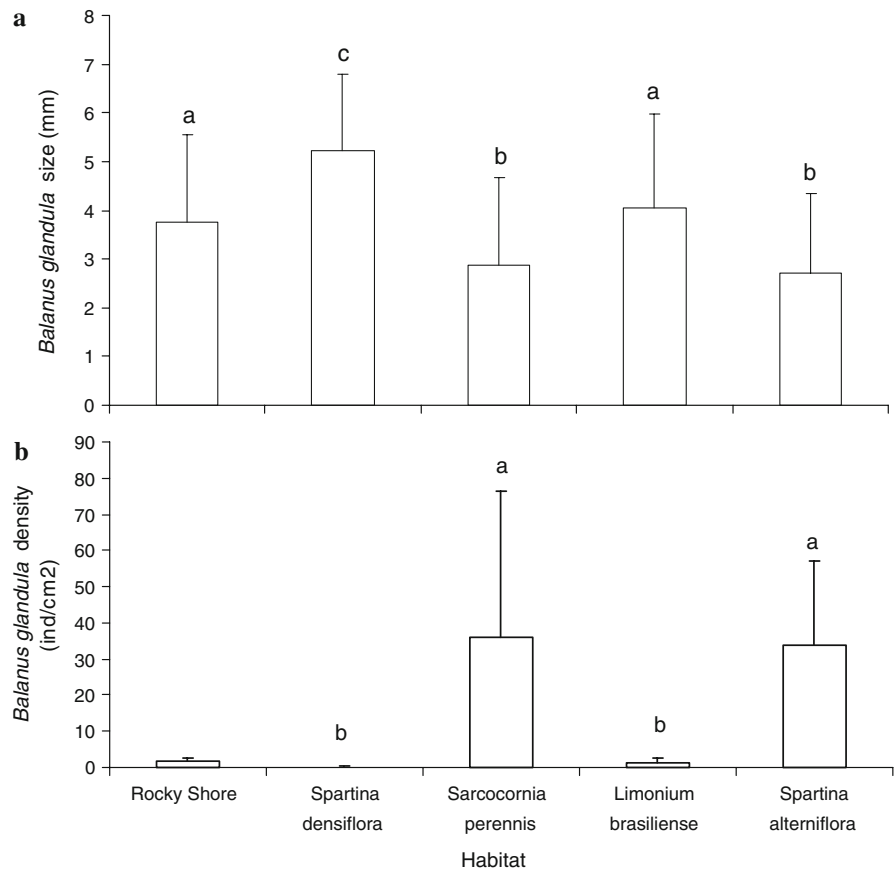 a
8
7
6
5
4
3
2
1
0
Balanus glandula size (mm)
a
c
b
a
b
b
90
80
70
60
50
40
30
20
10
0
Balanus glandula density
(ind/cm2)
b
a
b
a
Rocky Shore
Spartina
densiflora
Sarcocornia
perennis
Limonium
brasiliense
Spartina
alterniflora
Habitat